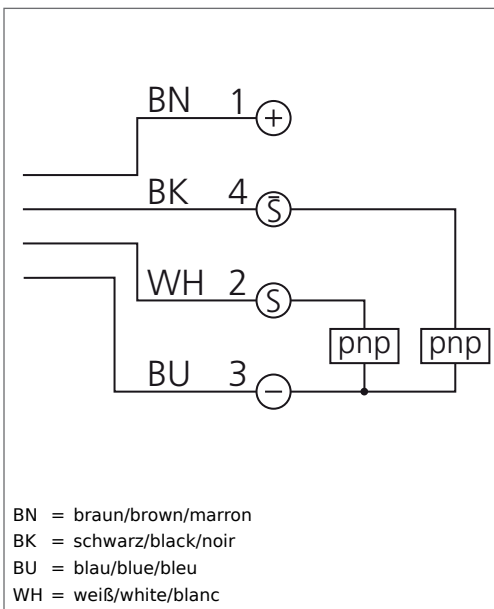 BN 1 +
BK 4 S̄
WH 2 S
pnp pnp
BU 3 −
BN = braun/brown/marron
BK = schwarz/black/noir
BU = blau/blue/bleu
WH = weiß/white/blanc